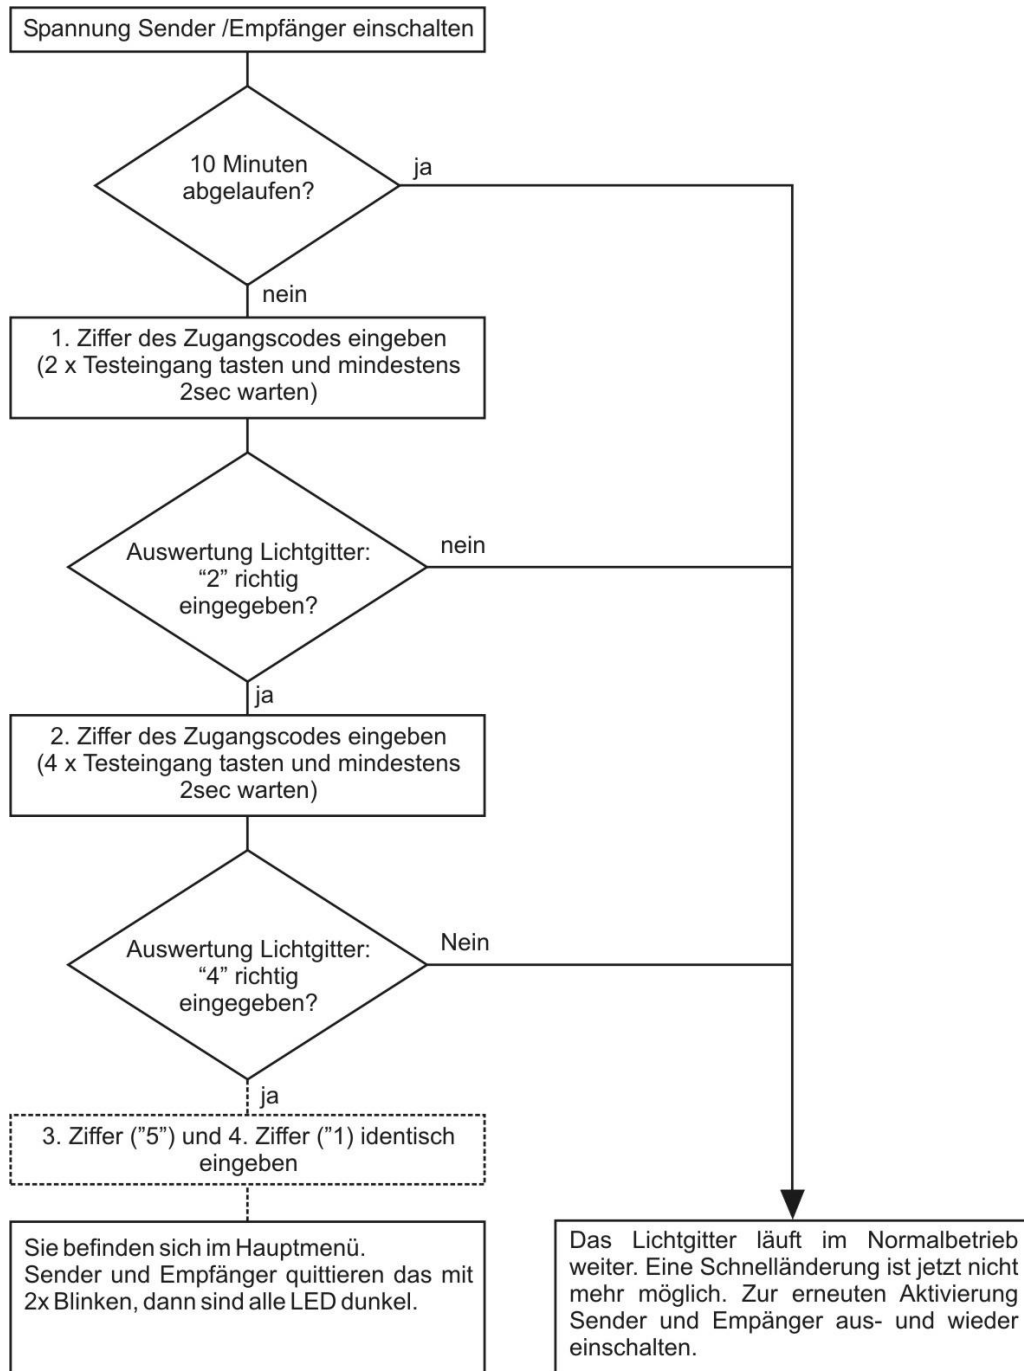 Spannung Sender /Empfänger einschalten
10 Minuten
abgelaufen?
ja
nein
1. Ziffer des Zugangscodes eingeben
(2 x Testeingang tasten und mindestens
2sec warten)
Auswertung Lichtgitter:
“2” richtig
eingegeben?
nein
ja
2. Ziffer des Zugangscodes eingeben
(4 x Testeingang tasten und mindestens
2sec warten)
Auswertung Lichtgitter:
“4” richtig
eingegeben?
Nein
ja
3. Ziffer (”5”) und 4. Ziffer (”1) identisch
eingeben
Sie befinden sich im Hauptmenü.
Sender und Empfänger quittieren das mit
2x Blinken, dann sind alle LED dunkel.
Das Lichtgitter läuft im Normalbetrieb
weiter. Eine Schnelländerung ist jetzt nicht
mehr möglich. Zur erneuten Aktivierung
Sender und Empänger aus- und wieder
einschalten.